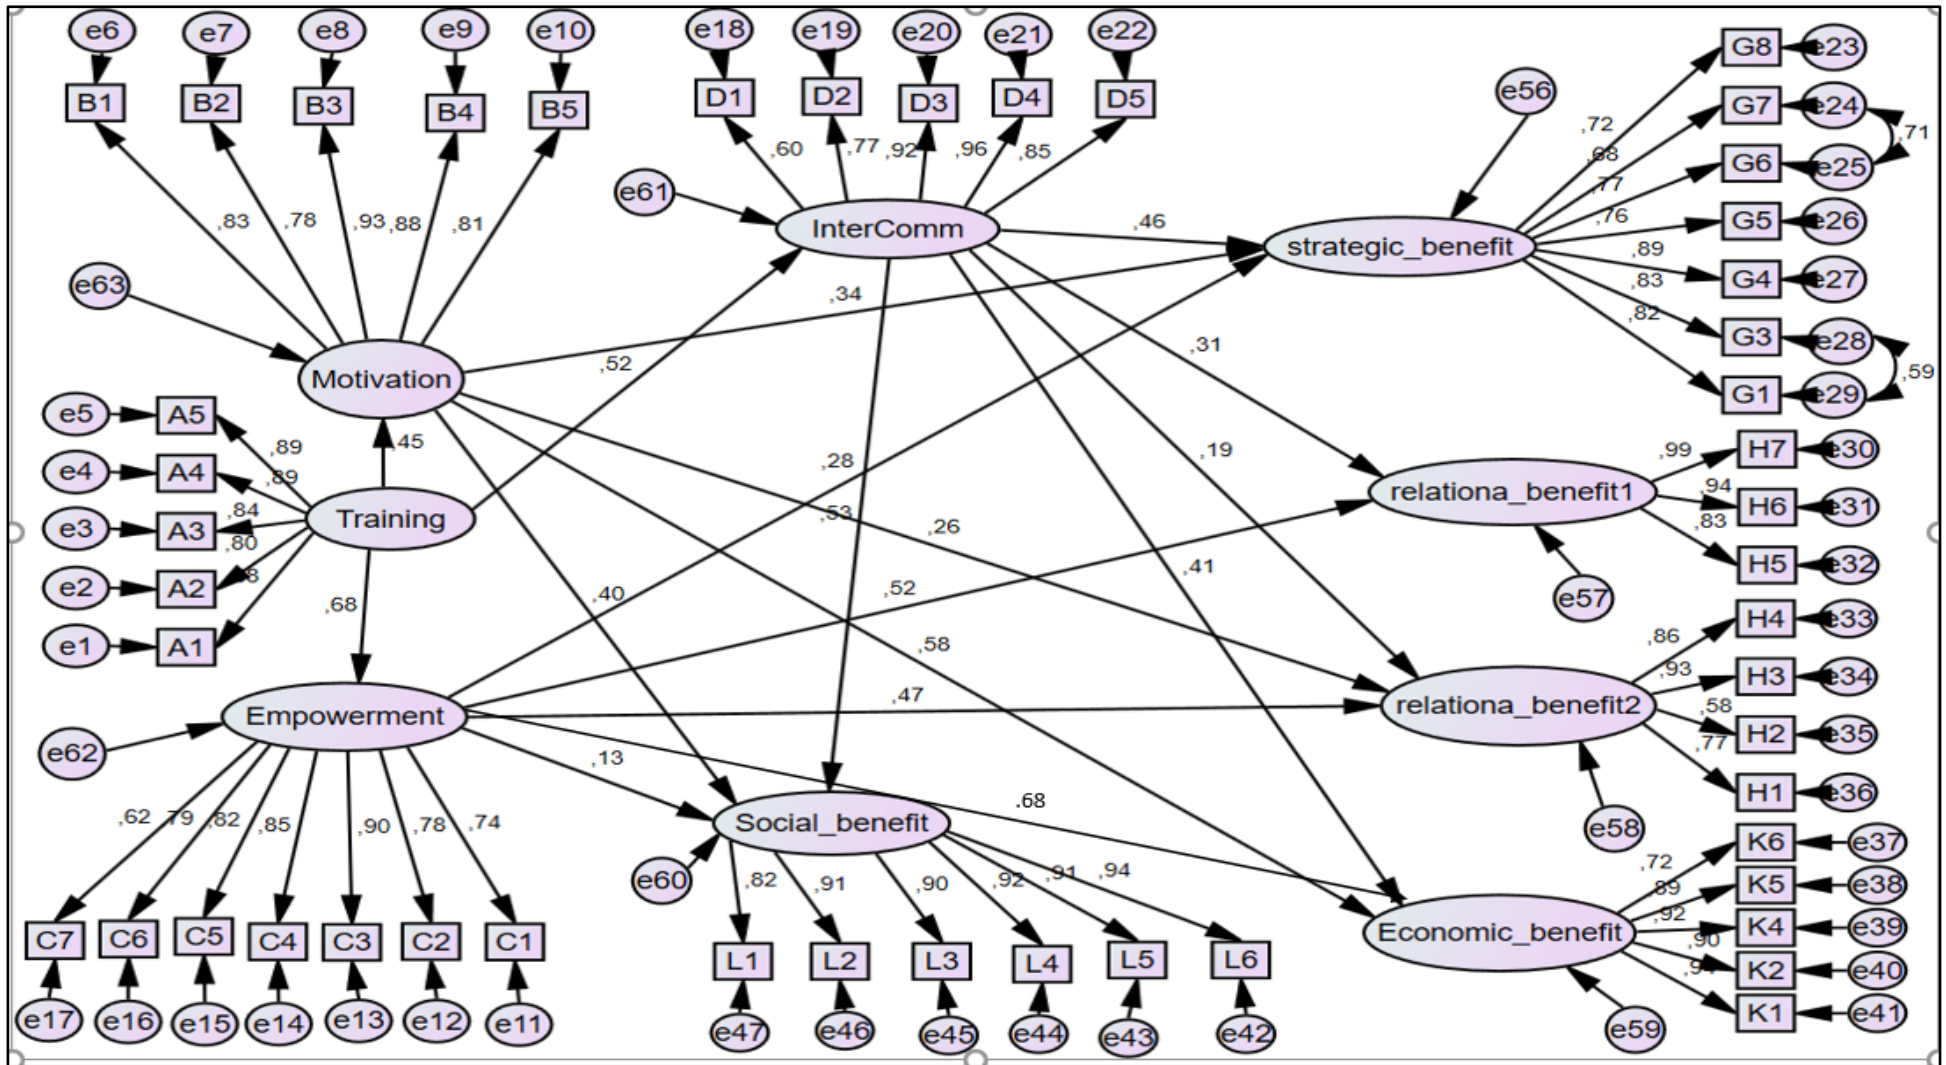 e6 e7 e8 e9 e10 e18 e19 e20 e21 e22
B1 B2 B3 B4 B5 D1 D2 D3 D4 D5
G8 e23
e56
G7 e24
,71
G6 e25
G5 e26
G4 e27
G3 e28
,59
G1 e29
,72
,68
,77
,76
,89
,83
,82
,60 ,77 ,92 ,96 ,85
e61
InterComm
,46
strategic_benefit
,83 ,78 ,93 ,88 ,81
e63
,34
,52
,31
Motivation
e5 A5
,89
,45
e4 A4
,89
e3 A3
,84
Training
e2 A2
,80
e1 A1
,28
,53
,26
,19
relationa_benefit1
,99 H7 e30
,94 H6 e31
,83 H5 e32
e57
,68
,40
,52
,41
,58
,47
Empowerment
e62
,13
relationa_benefit2
,86 H4 e33
,93 H3 e34
,58 H2 e35
,77 H1 e36
e58
,62 79 ,82 ,85 ,90 ,78 ,74
Social_benefit
.68
e60
,82 ,91 ,90 ,92 ,91 ,94
Economic_benefit
e59
,72 K6 e37
,89 K5 e38
,92 K4 e39
,90 K2 e40
K1 e41
C7 C6 C5 C4 C3 C2 C1
L1 L2 L3 L4 L5 L6
e17 e16 e15 e14 e13 e12 e11
e47 e46 e45 e44 e43 e42